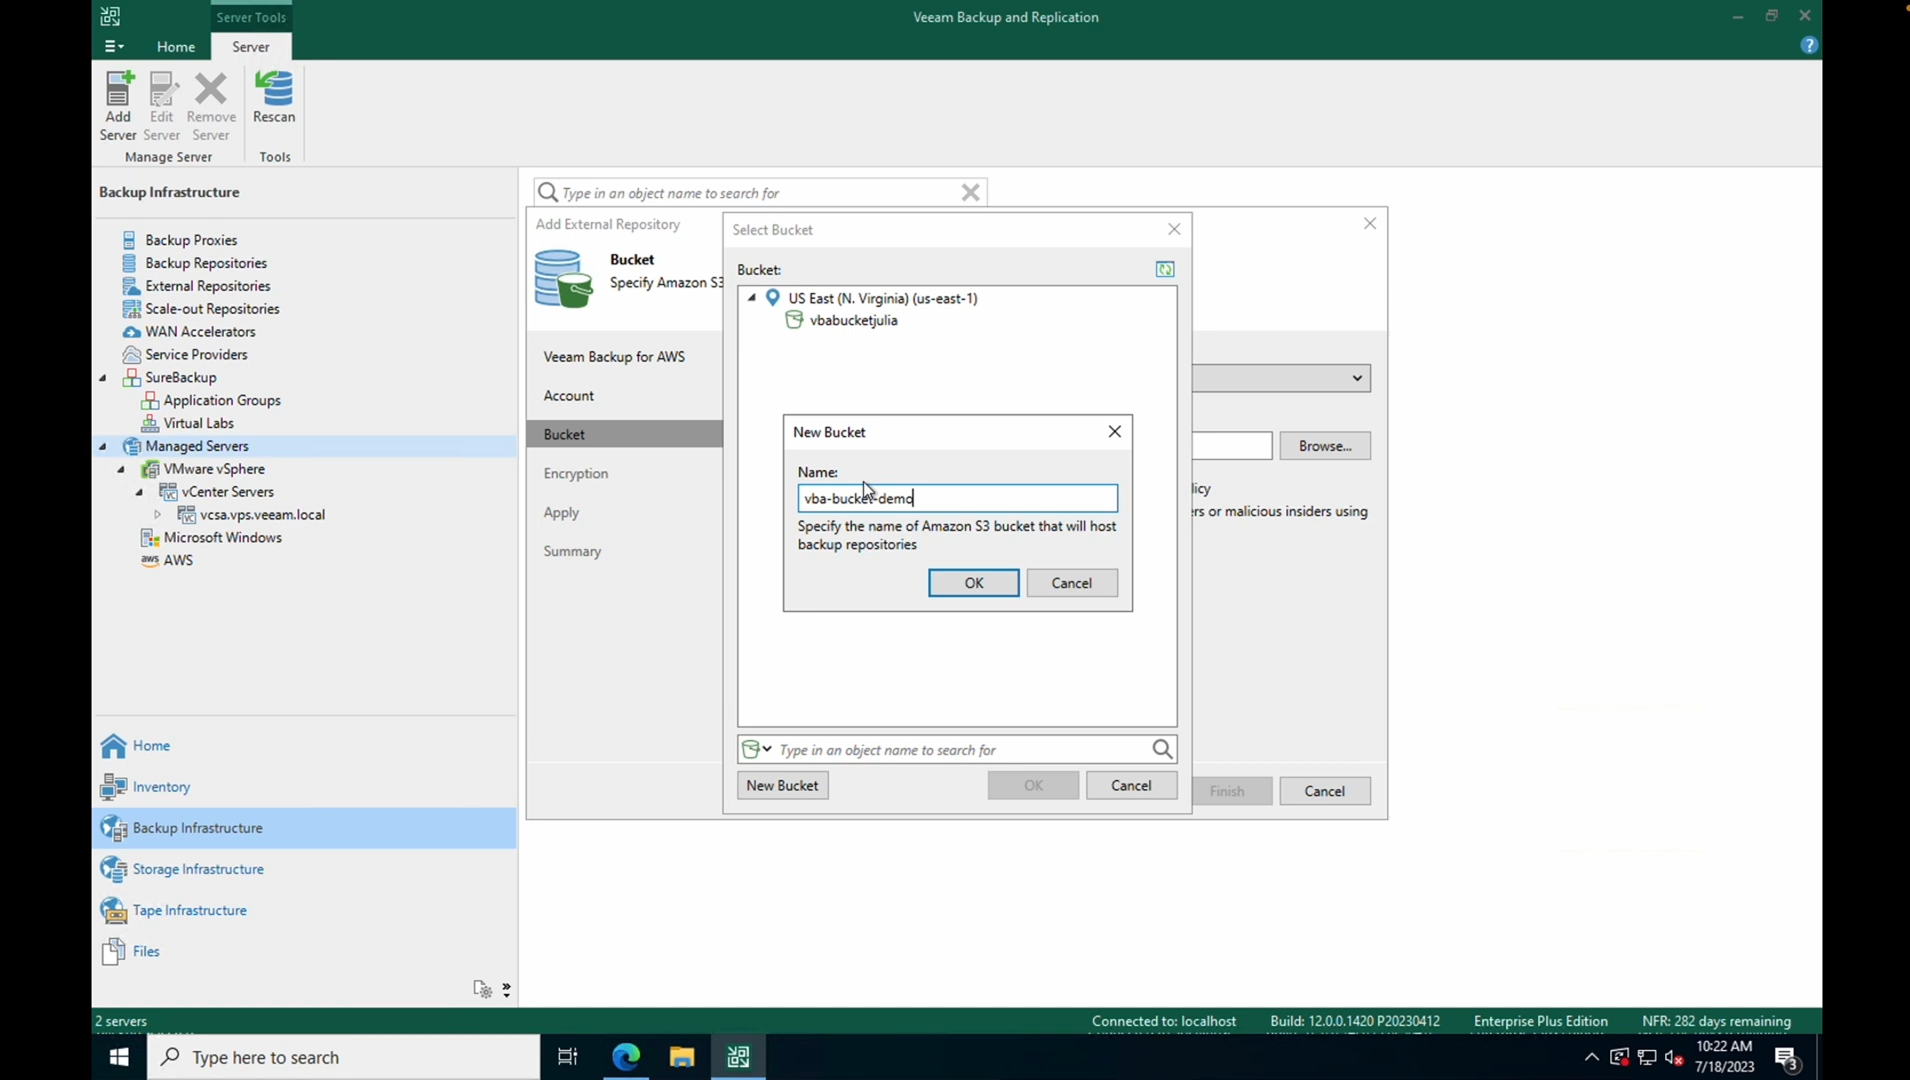 Server Tools
Veeam Backup and Replication
Home
Server
?
Add
Server
Edit
Server
Remove
Server
Rescan
Manage Server
Tools
Backup Infrastructure
Backup Proxies
Backup Repositories
External Repositories
Scale-out Repositories
WAN Accelerators
Service Providers
SureBackup
Application Groups
Virtual Labs
Managed Servers
VMware vSphere
vCenter Servers
vcsa.vps.veeam.local
Microsoft Windows
aws AWS
Home
Inventory
Backup Infrastructure
Storage Infrastructure
Tape Infrastructure
Files
Type in an object name to search for
Add External Repository
Bucket
Specify Amazon S3
Veeam Backup for AWS
Account
Bucket
Encryption
Apply
Summary
Browse...
licy
rs or malicious insiders using
Finish
Cancel
Select Bucket
Bucket:
US East (N. Virginia) (us-east-1)
vbabucketjulia
New Bucket
Name:
vba-bucket-demo
Specify the name of Amazon S3 bucket that will host
backup repositories
OK
Cancel
Type in an object name to search for
New Bucket
OK
Cancel
2 servers
Connected to: localhost
Build: 12.0.0.1420 P20230412
Enterprise Plus Edition
NFR: 282 days remaining
Type here to search
10:22 AM
7/18/2023
3